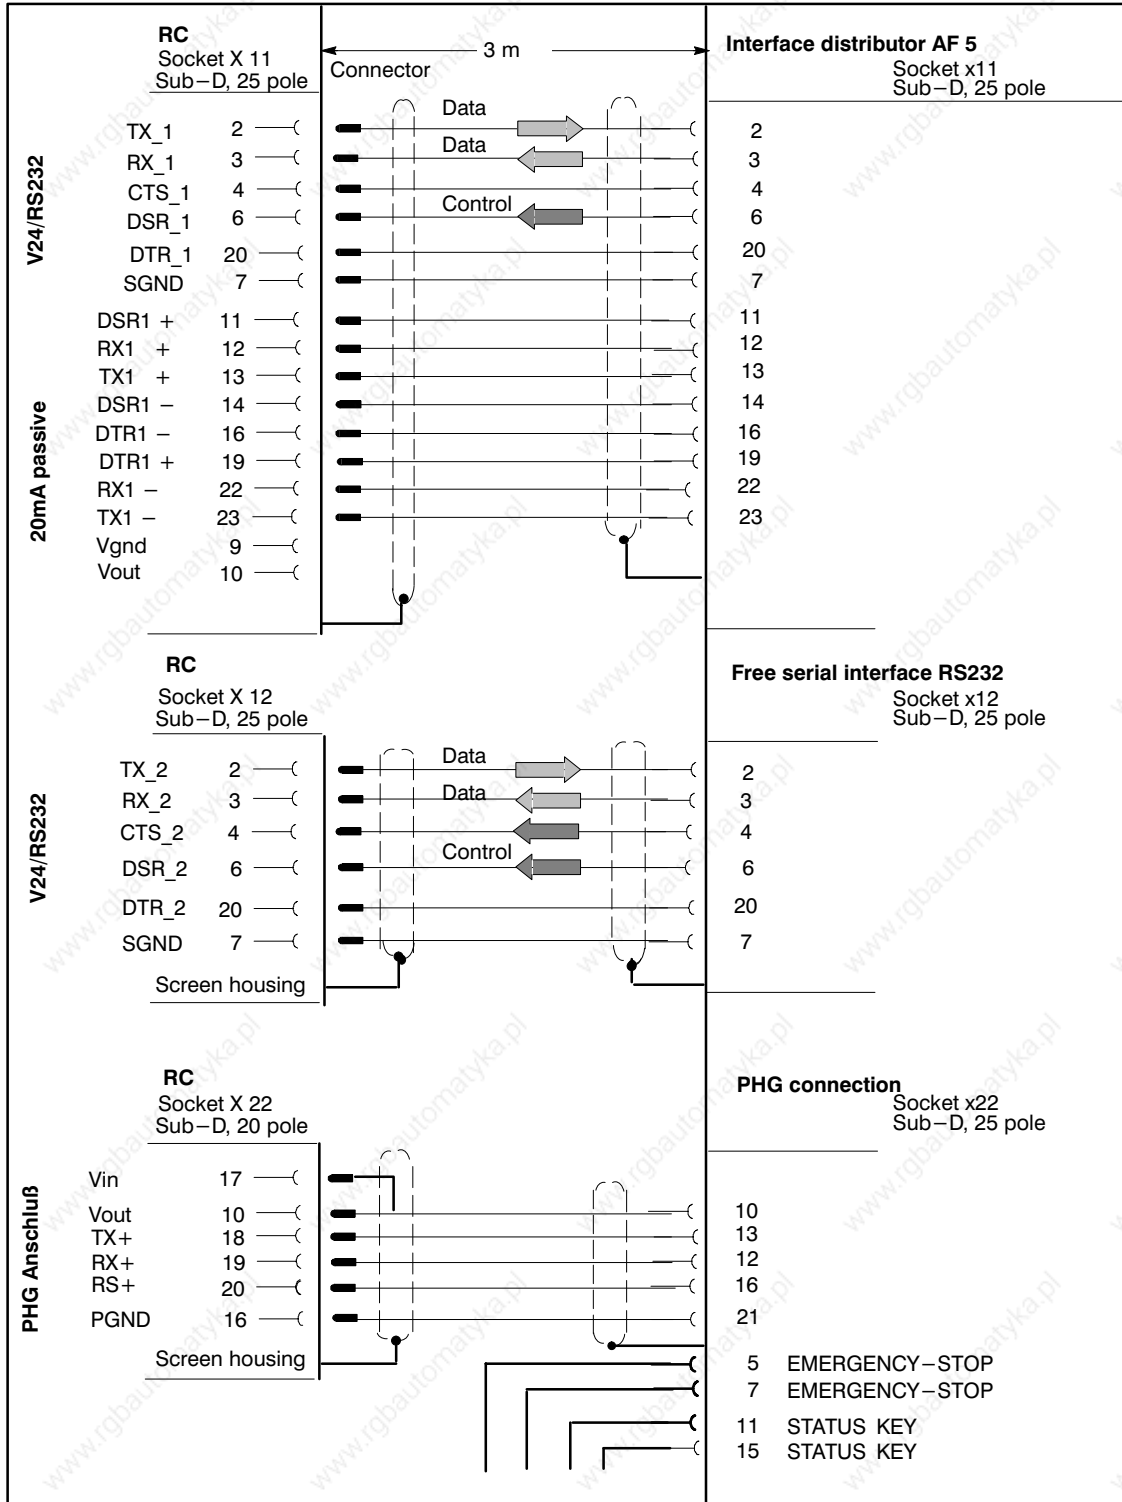 RC
Socket X 11
Sub−D, 25 pole
3 m
Connector
Interface distributor AF 5
Socket x11
Sub−D, 25 pole
V24/RS232
TX_1 2 Data 2
RX_1 3 Data 3
CTS_1 4 4
DSR_1 6 Control 6
DTR_1 20 20
SGND 7 7
20mA passive
DSR1 + 11 11
RX1 + 12 12
TX1 + 13 13
DSR1 − 14 14
DTR1 − 16 16
DTR1 + 19 19
RX1 − 22 22
TX1 − 23 23
Vgnd 9
Vout 10
RC
Socket X 12
Sub−D, 25 pole
Free serial interface RS232
Socket x12
Sub−D, 25 pole
V24/RS232
TX_2 2 Data 2
RX_2 3 Data 3
CTS_2 4 4
DSR_2 6 Control 6
DTR_2 20 20
SGND 7 7
Screen housing
RC
Socket X 22
Sub−D, 20 pole
PHG connection
Socket x22
Sub−D, 25 pole
PHG Anschluß
Vin 17
Vout 10 10
TX+ 18 13
RX+ 19 12
RS+ 20 16
PGND 16 21
Screen housing
5 EMERGENCY−STOP
7 EMERGENCY−STOP
11 STATUS KEY
15 STATUS KEY
www.rgbautomatyka.pl